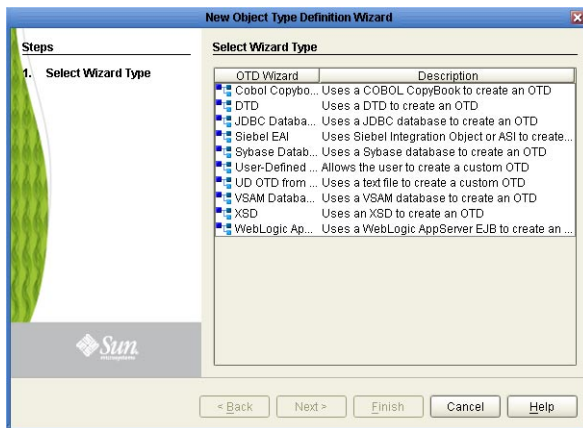 New Object Type Definition Wizard
Steps
1. Select Wizard Type
Select Wizard Type
OTD Wizard Description
Cobol Copybo... Uses a COBOL CopyBook to create an OTD
DTD Uses a DTD to create an OTD
JDBC Databa... Uses a JDBC database to create an OTD
Siebel EAI Uses Siebel Integration Object or ASI to create...
Sybase Datab... Uses a Sybase database to create an OTD
User-Defined ... Allows the user to create a custom OTD
UD OTD from ... Uses a text file to create a custom OTD
VSAM Databa... Uses a VSAM database to create an OTD
XSD Uses an XSD to create an OTD
WebLogic Ap... Uses a WebLogic AppServer EJB to create an ...
Sun
microsystems
< Back Next > Finish Cancel Help